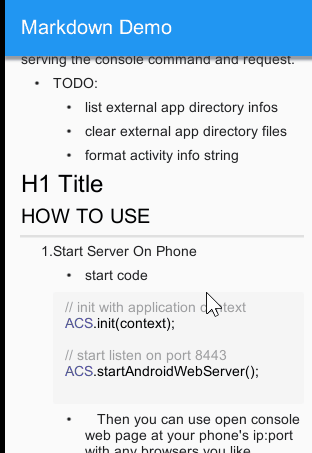 Markdown Demo
serving the console command and request.
• TODO:
• list external app directory infos
• clear external app directory files
• format activity info string
H1 Title
HOW TO USE
1.Start Server On Phone
• start code
// init with application context
ACS.init(context);
// start listen on port 8443
ACS.startAndroidWebServer();
• Then you can use open console
web page at your phone's ip:port
with any browsers you like